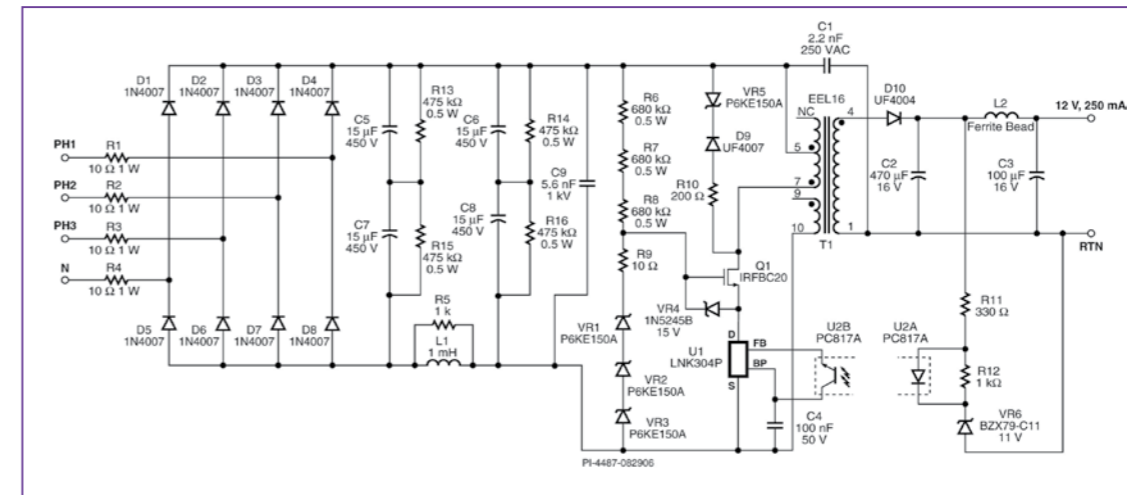 C1
2.2 nF
250 VAC
D1
1N4007
D2
1N4007
D3
1N4007
D4
1N4007
R13
475 kΩ
0.5 W
C5
15 µF
450 V
C6
15 µF
450 V
R14
475 kΩ
0.5 W
R6
680 kΩ
0.5 W
VR5
P6KE150A
EEL16
NC
4
D10
UF4004
L2
Ferrite Bead
12 V, 250 mA
PH1
R1
10 Ω 1 W
PH2
R2
10 Ω 1 W
PH3
R3
10 Ω 1 W
N
R4
10 Ω 1 W
R7
680 kΩ
0.5 W
D9
UF4007
5
C9
5.6 nF
1 kV
R10
200 Ω
7
9
C2
470 µF
16 V
C3
100 µF
16 V
C7
15 µF
450 V
R15
475 kΩ
0.5 W
C8
15 µF
450 V
R16
475 kΩ
0.5 W
R8
680 kΩ
0.5 W
R9
10 Ω
10
1
T1
RTN
Q1
IRFBC20
D5
1N4007
D6
1N4007
D7
1N4007
D8
1N4007
R5
1 k
L1
1 mH
VR1
P6KE150A
VR4
1N5245B
15 V
R11
330 Ω
U1
LNK304P
D
FB
BP
S
U2B
PC817A
U2A
PC817A
R12
1 kΩ
VR2
P6KE150A
VR3
P6KE150A
C4
100 nF
50 V
VR6
BZX79-C11
11 V
PI-4487-082906